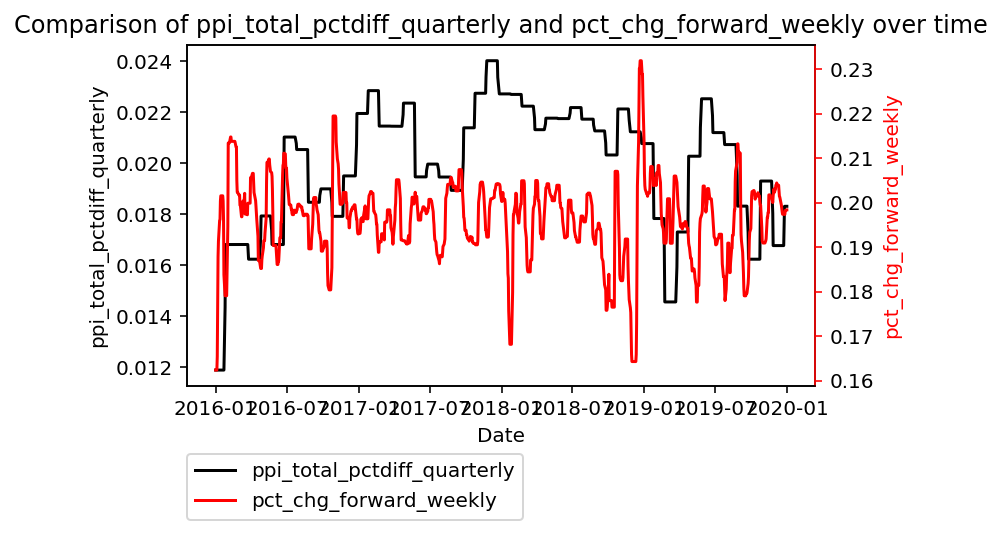 Comparison of ppi_total_pctdiff_quarterly and pct_chg_forward_weekly over time
ppi_total_pctdiff_quarterly
0.024
0.022
0.020
0.018
0.016
0.014
0.012
0.23
0.22
0.21
0.20
0.19
0.18
0.17
0.16
pct_chg_forward_weekly
2016-01 2016-07 2017-01 2017-07 2018-01 2018-07 2019-01 2019-07 2020-01
Date
ppi_total_pctdiff_quarterly
pct_chg_forward_weekly